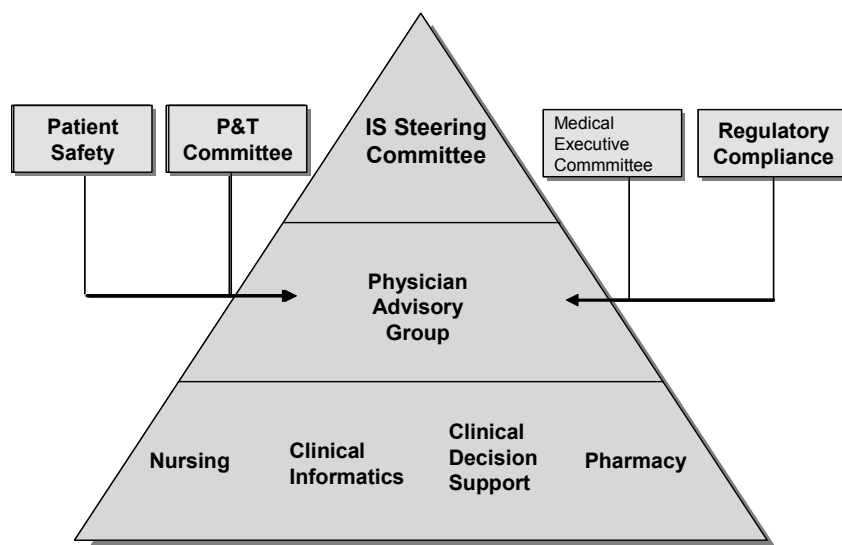 Patient
Safety
P&T
Committee
IS Steering
Committee
Medical
Executive
Commmittee
Regulatory
Compliance
Physician
Advisory
Group
Nursing
Clinical
Informatics
Clinical
Decision
Support
Pharmacy